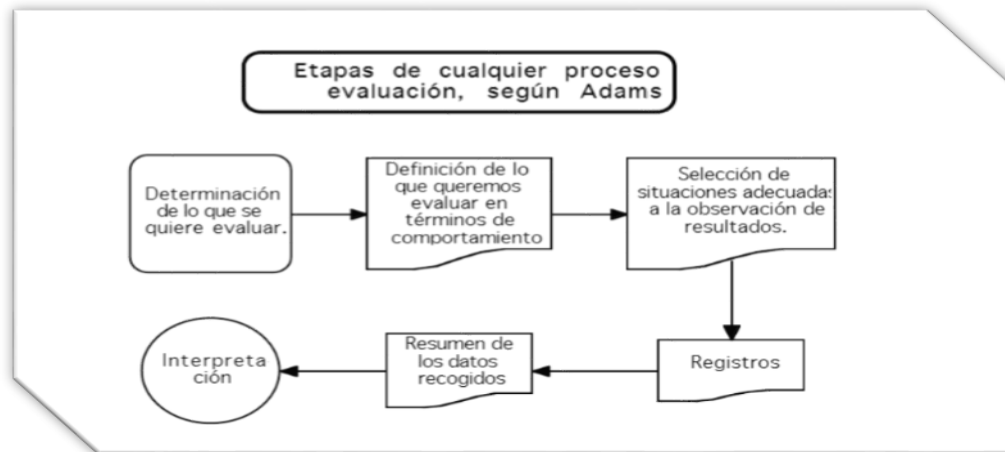 Etapas de cualquier proceso
evaluación, según Adams
Determinación
de lo que se
quiere evaluar.
Definición de lo
que queremos
evaluar en
términos de
comportamiento
Selección de
situaciones adecuada:
a la observación de
resultados.
Registros
Resumen de
los datos
recogidos
Interpreta
ción